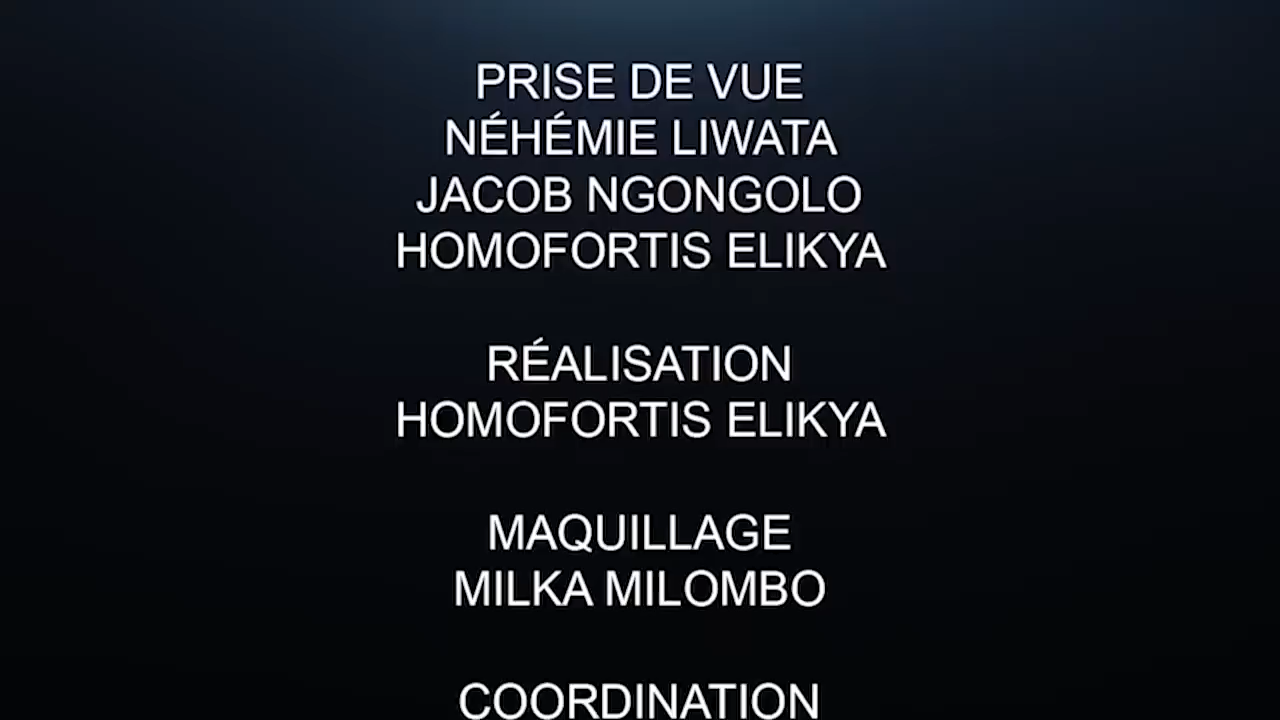 PRISE DE VUE
NÉHÉMIE LIWATA
JACOB NGONGOLO
HOMOFORTIS ELIKYA
RÉALISATION
HOMOFORTIS ELIKYA
MAQUILLAGE
MILKA MILOMBO
COORDINATION